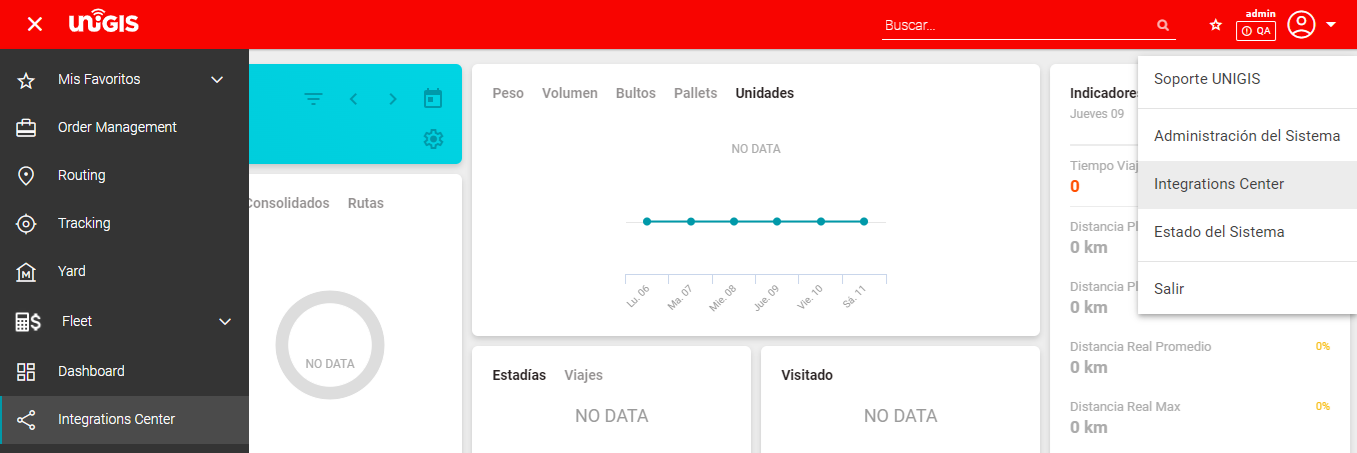 UNIGIS
Buscar...
admin
QA
Mis Favoritos
Order Management
Routing
Tracking
Yard
Fleet
Dashboard
Integrations Center
Consolidados Rutas
NO DATA
Peso Volumen Bultos Pallets Unidades
NO DATA
Lu. 06 Ma. 07 Mie. 08 Jue. 09 Vie. 10 Sá. 11
Estadías Viajes
NO DATA
Visitado
NO DATA
Indicadores
Jueves 09
Tiempo Viaj
0
Distancia Pl
0 km
Distancia Pl
0 km
Distancia Real Promedio 0%
0 km
Distancia Real Max 0%
0 km
Soporte UNIGIS
Administración del Sistema
Integrations Center
Estado del Sistema
Salir